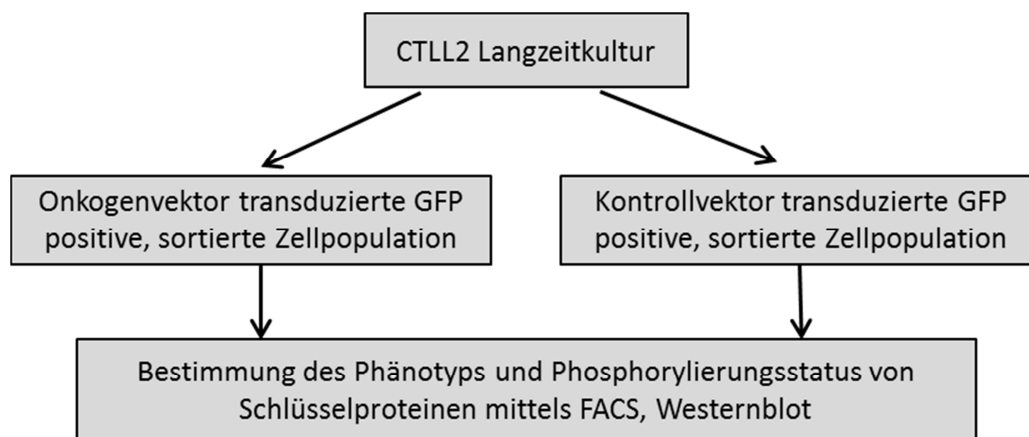 CTLL2 Langzeitkultur
Onkogenvektor transduzierte GFP
positive, sortierte Zellpopulation
Kontrollvektor transduzierte GFP
positive, sortierte Zellpopulation
Bestimmung des Phänotyps und Phosphorylierungsstatus von
Schlüsselproteinen mittels FACS, Westernblot